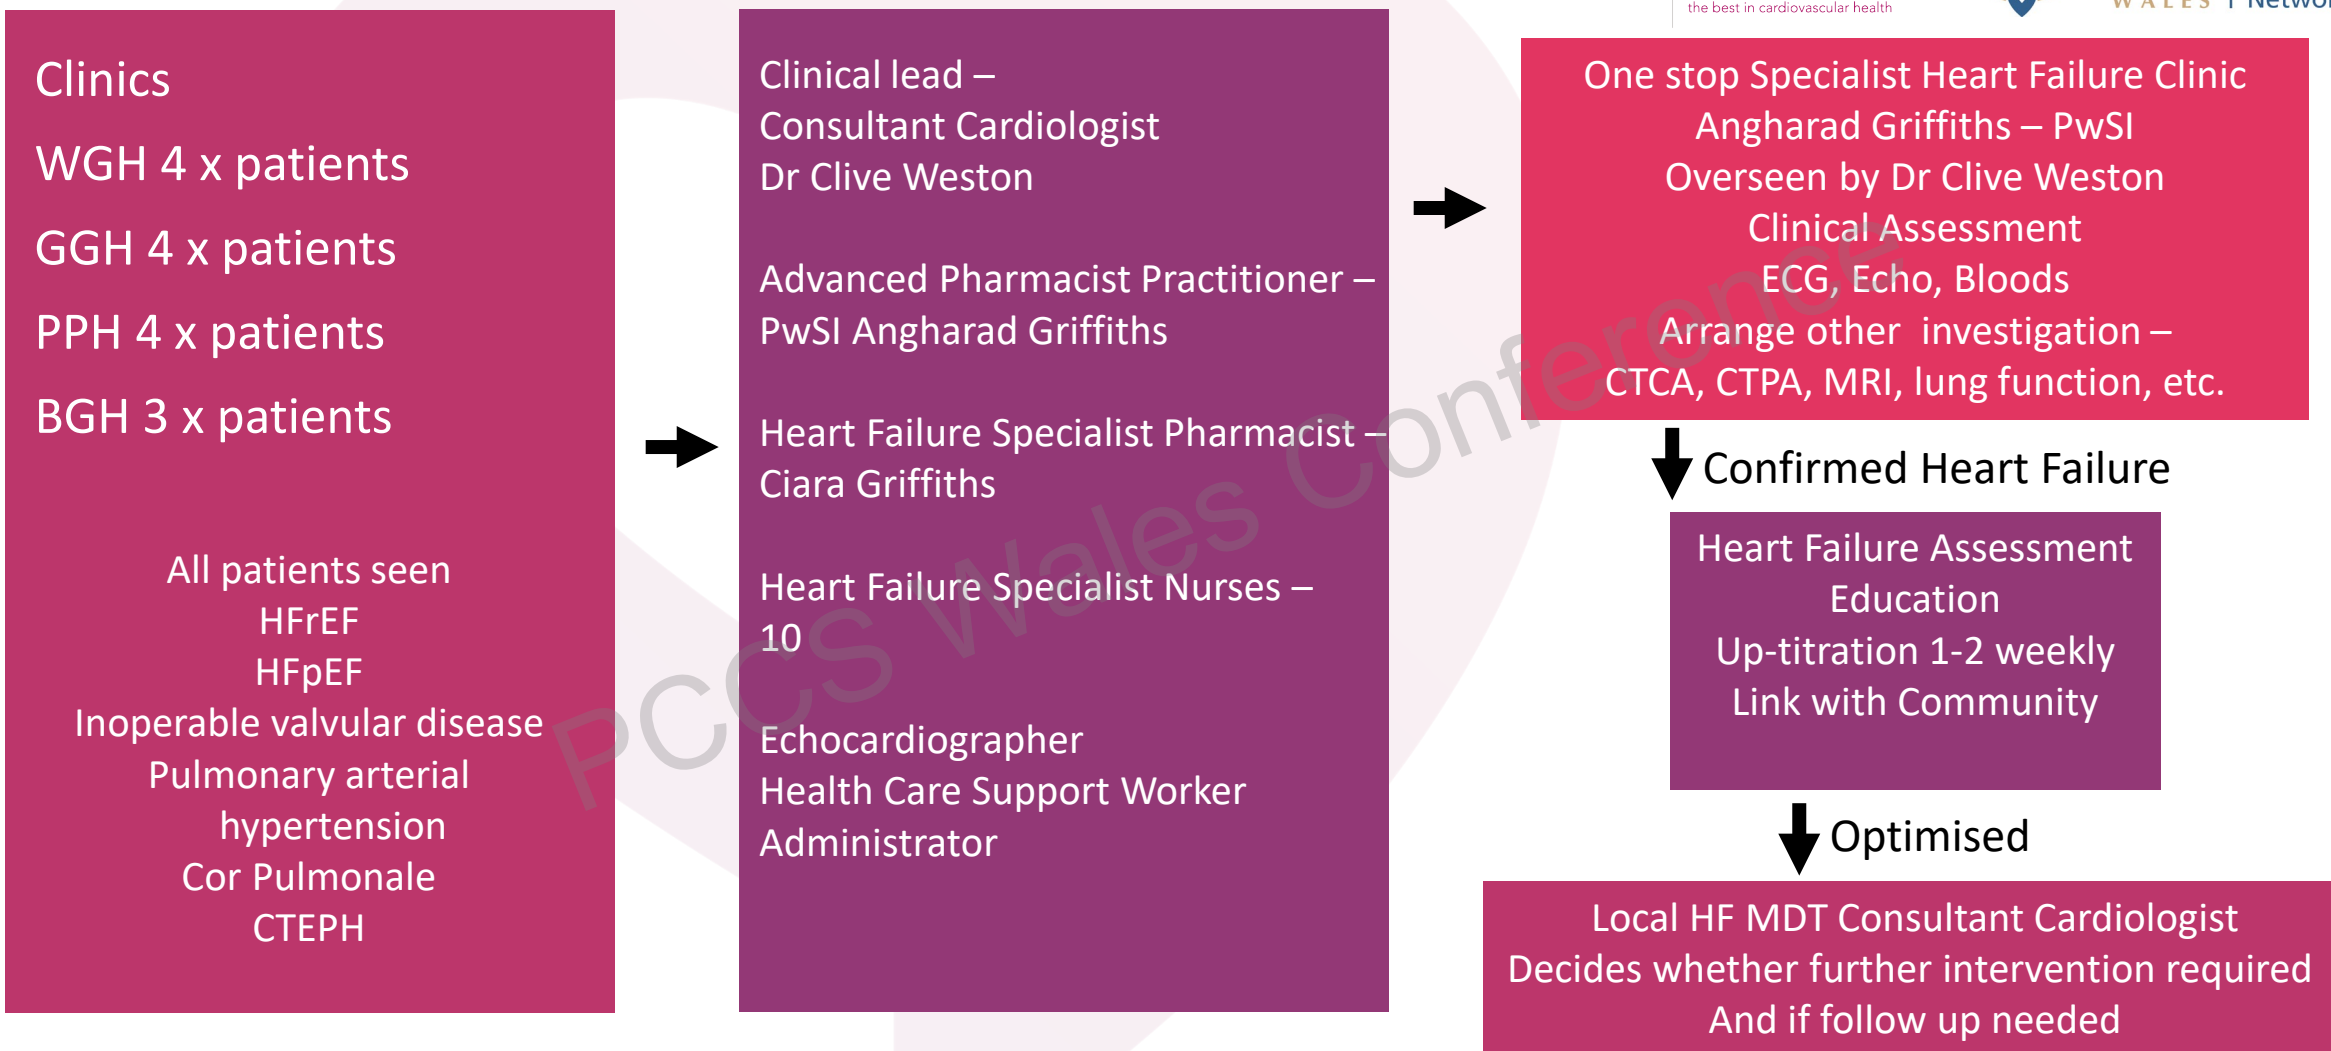 the best in cardiovascular health
WALES | Networ
Clinics
WGH 4 x patients
GGH 4 x patients
PPH 4 x patients
BGH 3 x patients
All patients seen
HFrEF
HFpEF
Inoperable valvular disease
Pulmonary arterial
hypertension
Cor Pulmonale
CTEPH
Clinical lead –
Consultant Cardiologist
Dr Clive Weston
Advanced Pharmacist Practitioner –
PwSI Angharad Griffiths
Heart Failure Specialist Pharmacist –
Ciara Griffiths
Heart Failure Specialist Nurses –
10
Echocardiographer
Health Care Support Worker
Administrator
One stop Specialist Heart Failure Clinic
Angharad Griffiths – PwSI
Overseen by Dr Clive Weston
Clinical Assessment
ECG, Echo, Bloods
Arrange other investigation –
CTCA, CTPA, MRI, lung function, etc.
Confirmed Heart Failure
Heart Failure Assessment
Education
Up-titration 1-2 weekly
Link with Community
Optimised
Local HF MDT Consultant Cardiologist
Decides whether further intervention required
And if follow up needed
PCCS Wales Conference